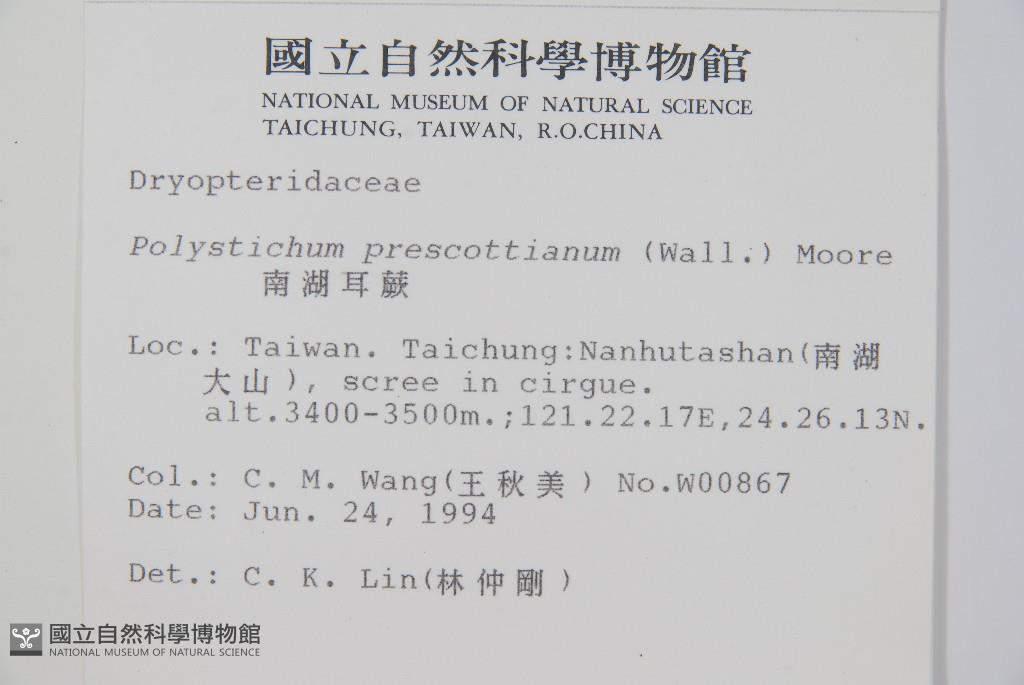 國立自然科學博物館
NATIONAL MUSEUM OF NATURAL SCIENCE
TAICHUNG, TAIWAN, R.O.CHINA
Dryopteridaceae
Polystichum prescottianum (Wall.) Moore
南湖耳蕨
Loc.: Taiwan. Taichung:Nanhutashan(南湖
大山), scree in cirgue.
alt.3400-3500m.;121.22.17E,24.26.13N.
Col.: C. M. Wang(王秋美) No.W00867
Date: Jun. 24, 1994
Det.: C. K. Lin(林仲剛)
國立自然科學博物館
NATIONAL MUSEUM OF NATURAL SCIENCE